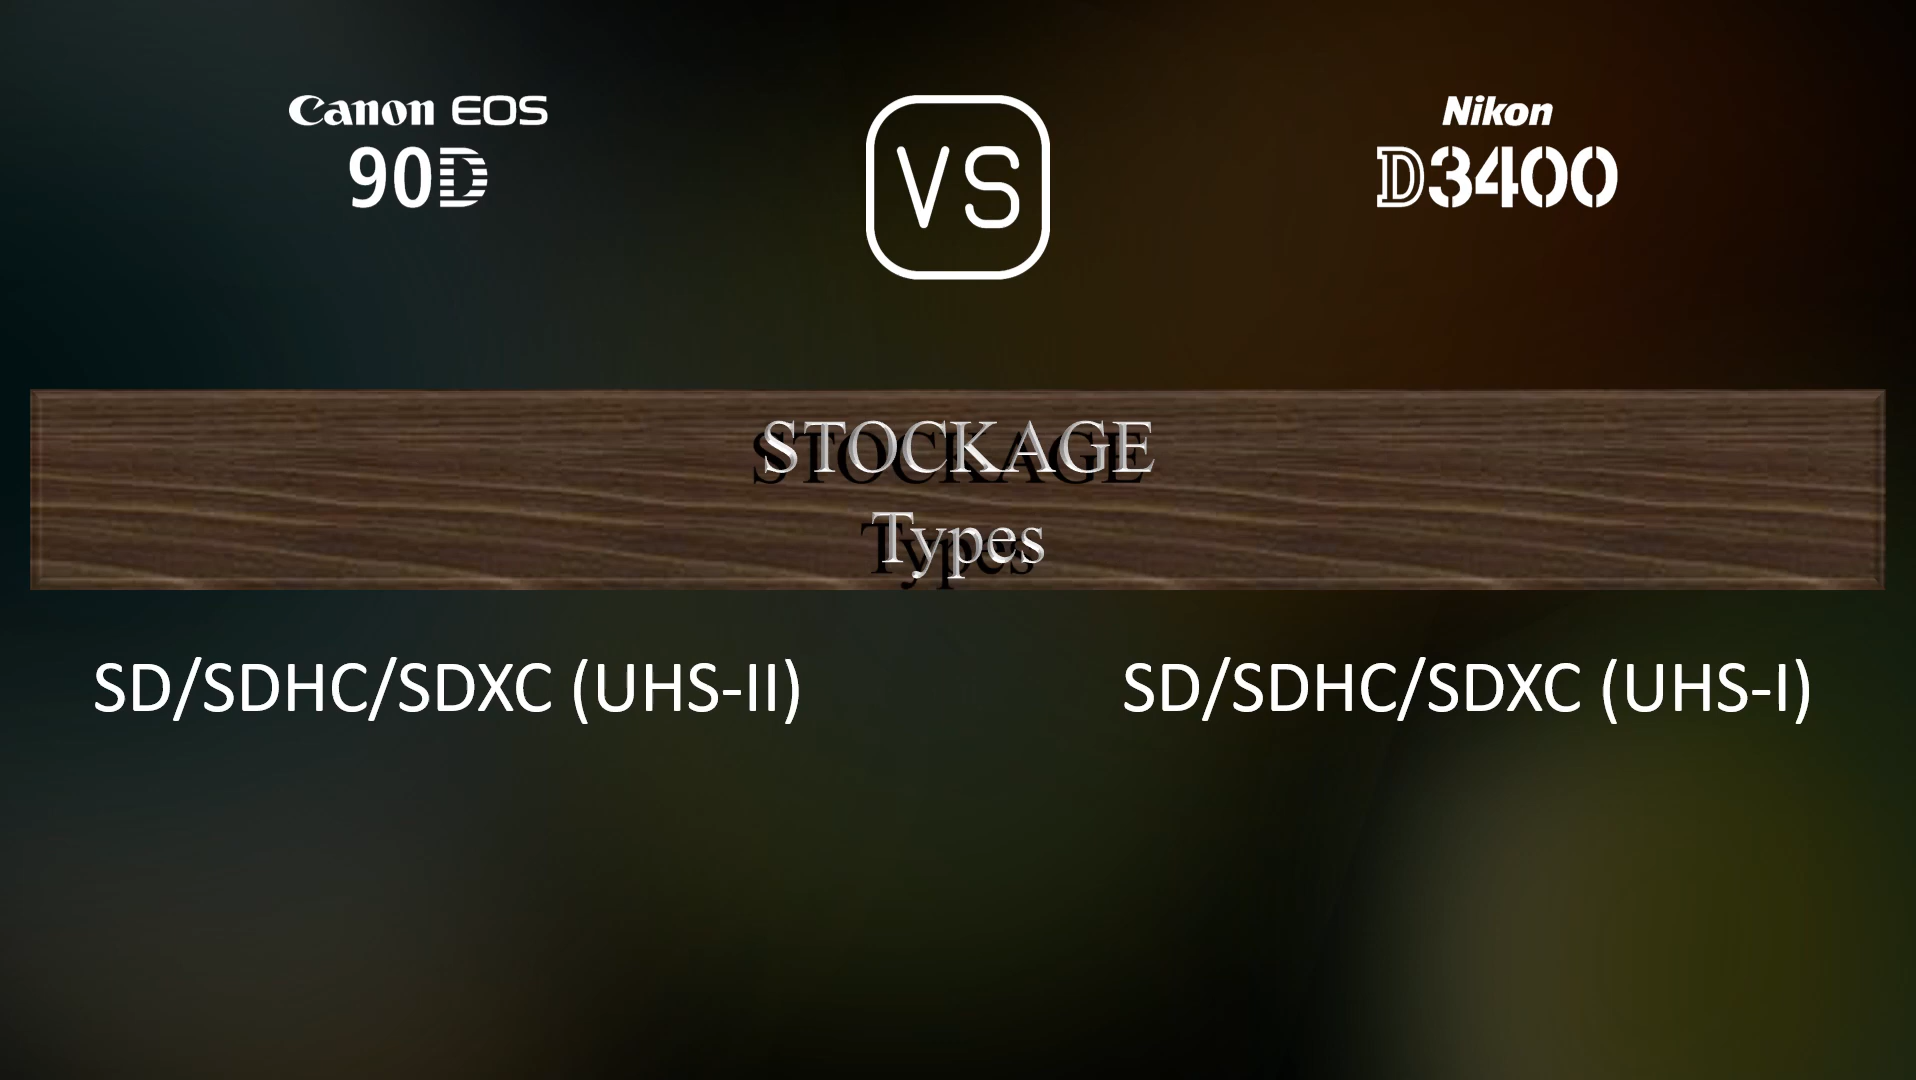 Canon EOS
90D
VS
Nikon
D3400
STOCKAGE
Types
SD/SDHC/SDXC (UHS-II)
SD/SDHC/SDXC (UHS-I)